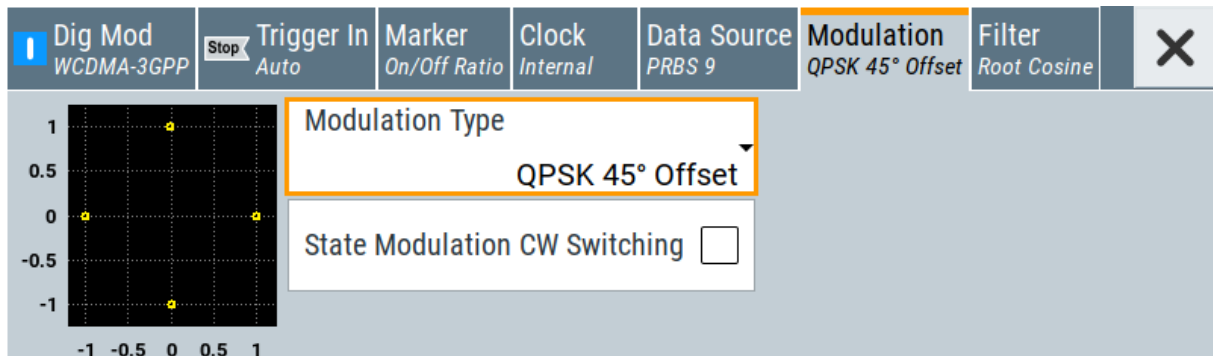 Dig Mod
WCDMA-3GPP
Stop
Trigger In
Auto
Marker
On/Off Ratio
Clock
Internal
Data Source
PRBS 9
Modulation
QPSK 45° Offset
Filter
Root Cosine
1
0.5
0
-0.5
-1
-1 -0.5 0 0.5 1
Modulation Type
QPSK 45° Offset
State Modulation CW Switching